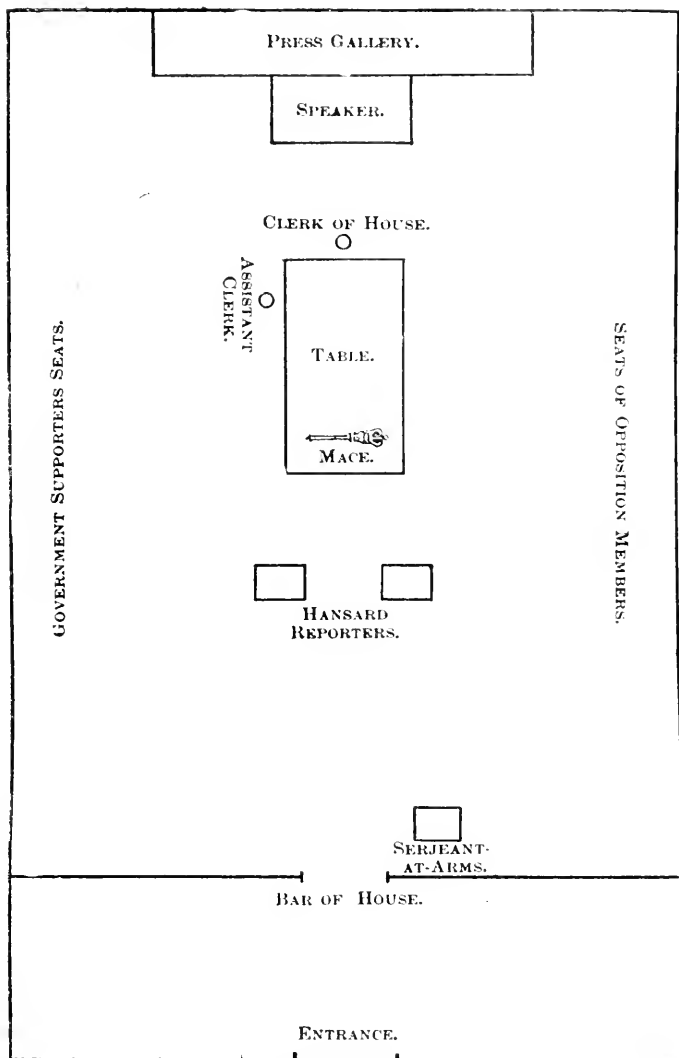 PRESS GALLERY.
SPEAKER.
CLERK OF HOUSE.
ASSISTANT
CLERK.
TABLE.
MACE.
GOVERNMENT SUPPORTERS SEATS.
SEATS OF OPPOSITION MEMBERS.
HANSARD
REPORTERS.
SERJEANT-
AT-ARMS.
BAR OF HOUSE.
ENTRANCE.